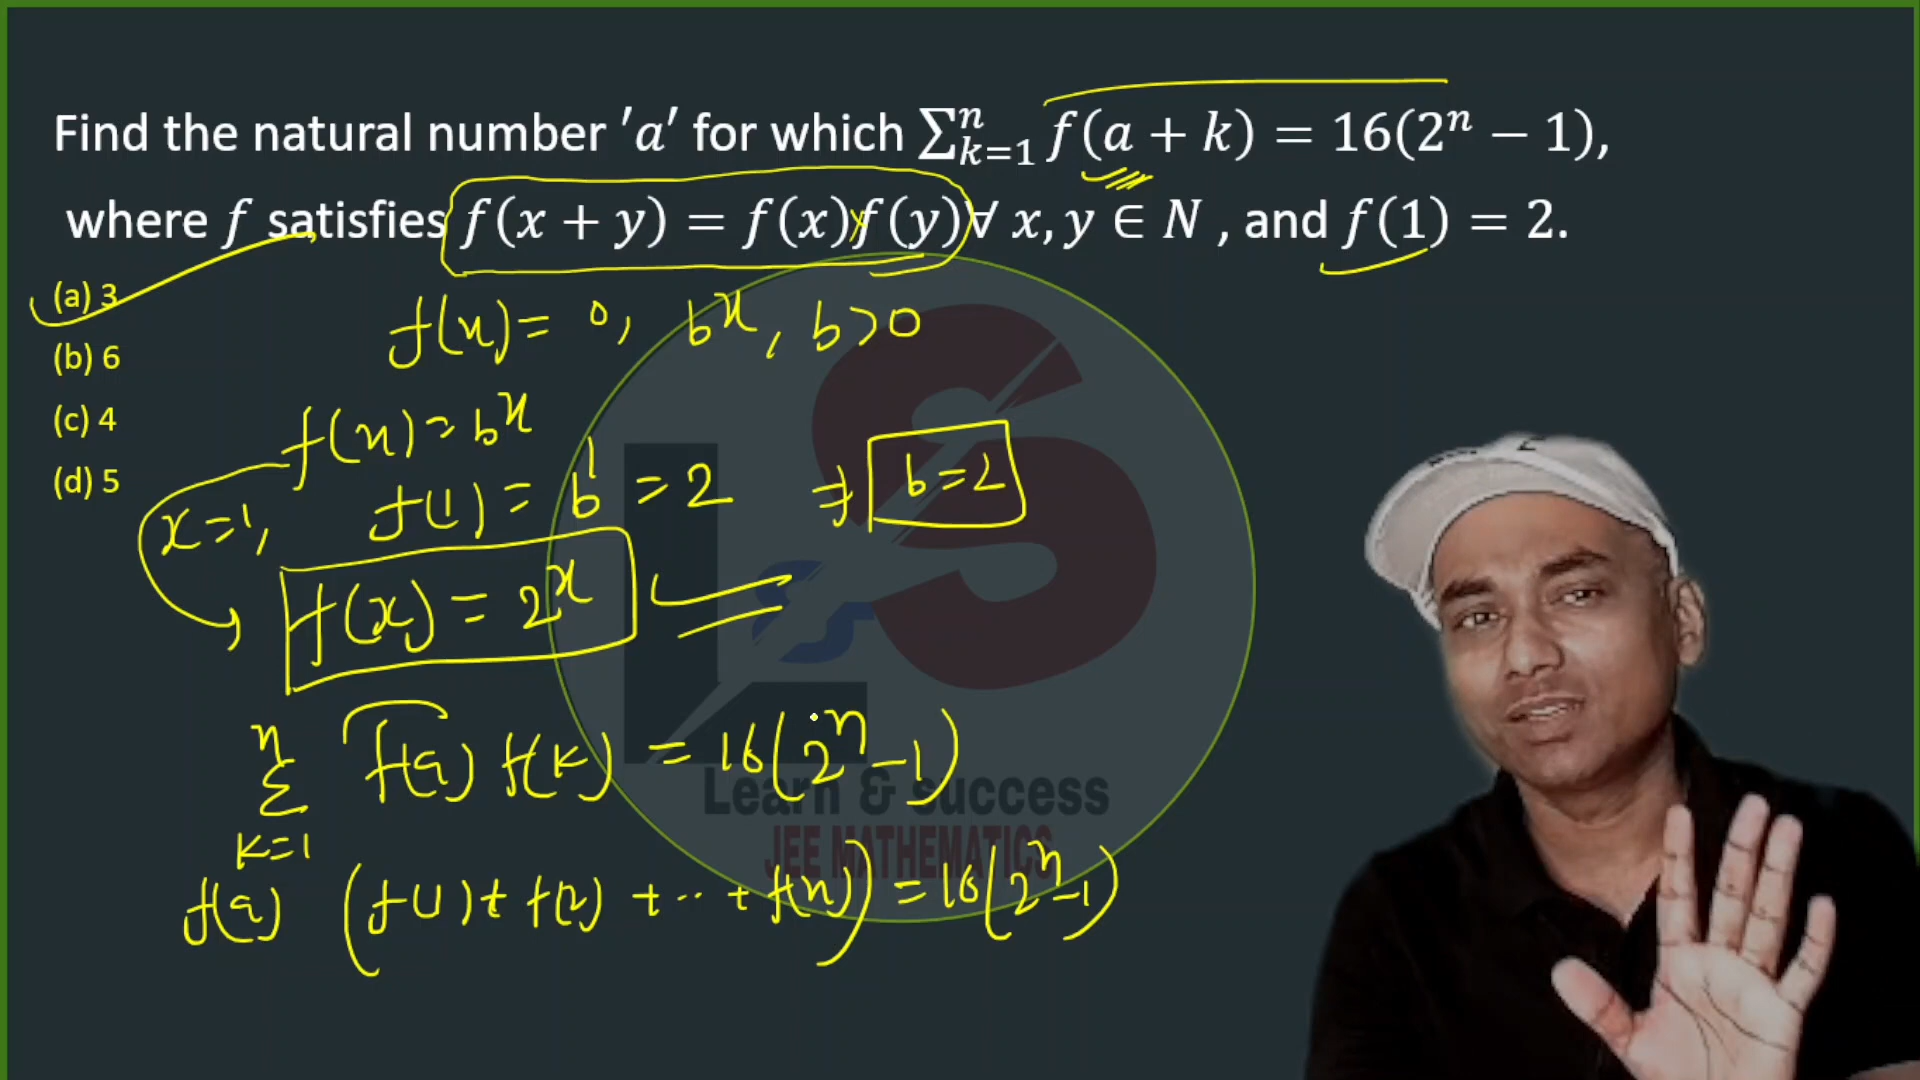 Find the natural number 'a' for which ∑ₖ₌₁ⁿ f(a + k) = 16(2ⁿ − 1),
where f satisfies f(x + y) = f(x)f(y)∀ x, y ∈ N , and f(1) = 2.
(a) 3
(b) 6
(c) 4
(d) 5
f(x) = 0, bˣ, b>0
f(x) = bˣ
x=1, f(1) = b¹ = 2 ⇒ b=2
f(x) = 2ˣ
∑ₖ₌₁ⁿ f(a) f(k) = 16(2ⁿ-1)
f(a) (f(1)+ f(2) + .. + f(n)) = 16(2ⁿ-1)
LS
Learn & success
JEE MATHEMATICS